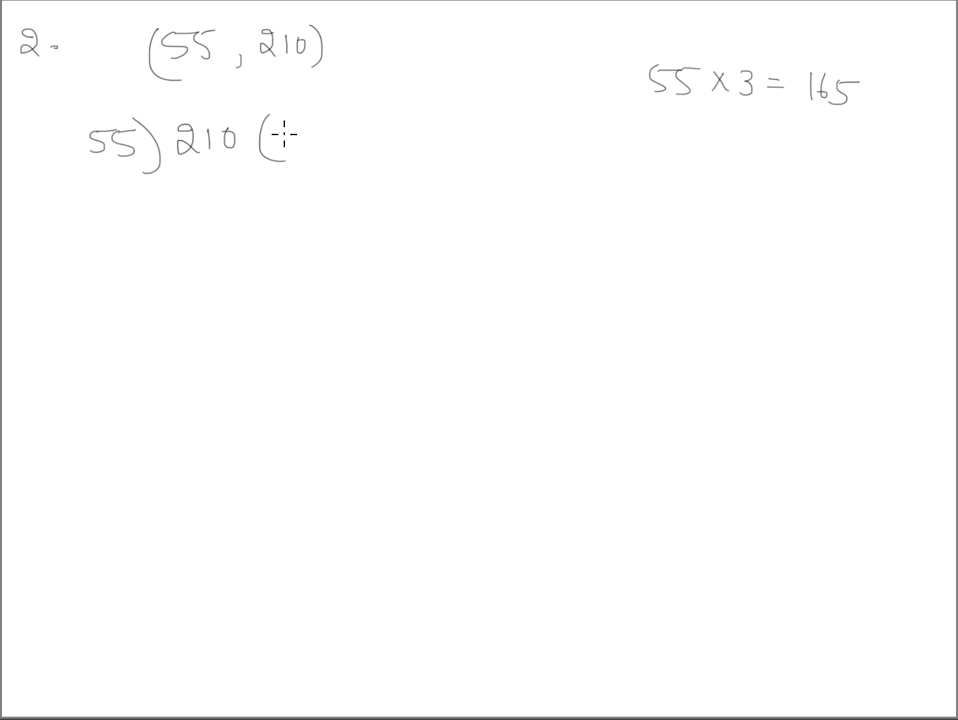 2. (55, 210)
55 × 3 = 165
55) 210 (